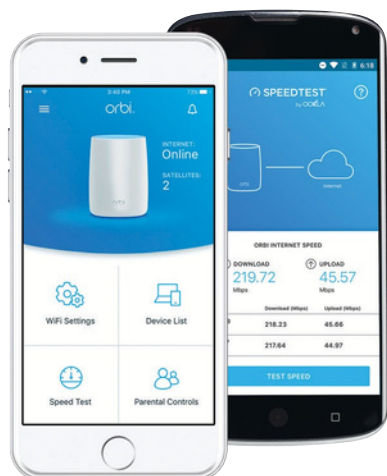 3:40 PM
73%
orbi.
INTERNET:
Online
SATELLITES:
2
orbi
WiFi Settings
Device List
Speed Test
Parental Controls
6:18
SPEEDTEST
by OOKLA
?
orbi
Internet
ORBI INTERNET SPEED
DOWNLOAD
UPLOAD
219.72
45.57
Mbps
Mbps
Download (Mbps)
Upload (Mbps)
218.23
45.66
217.64
44.97
TEST SPEED